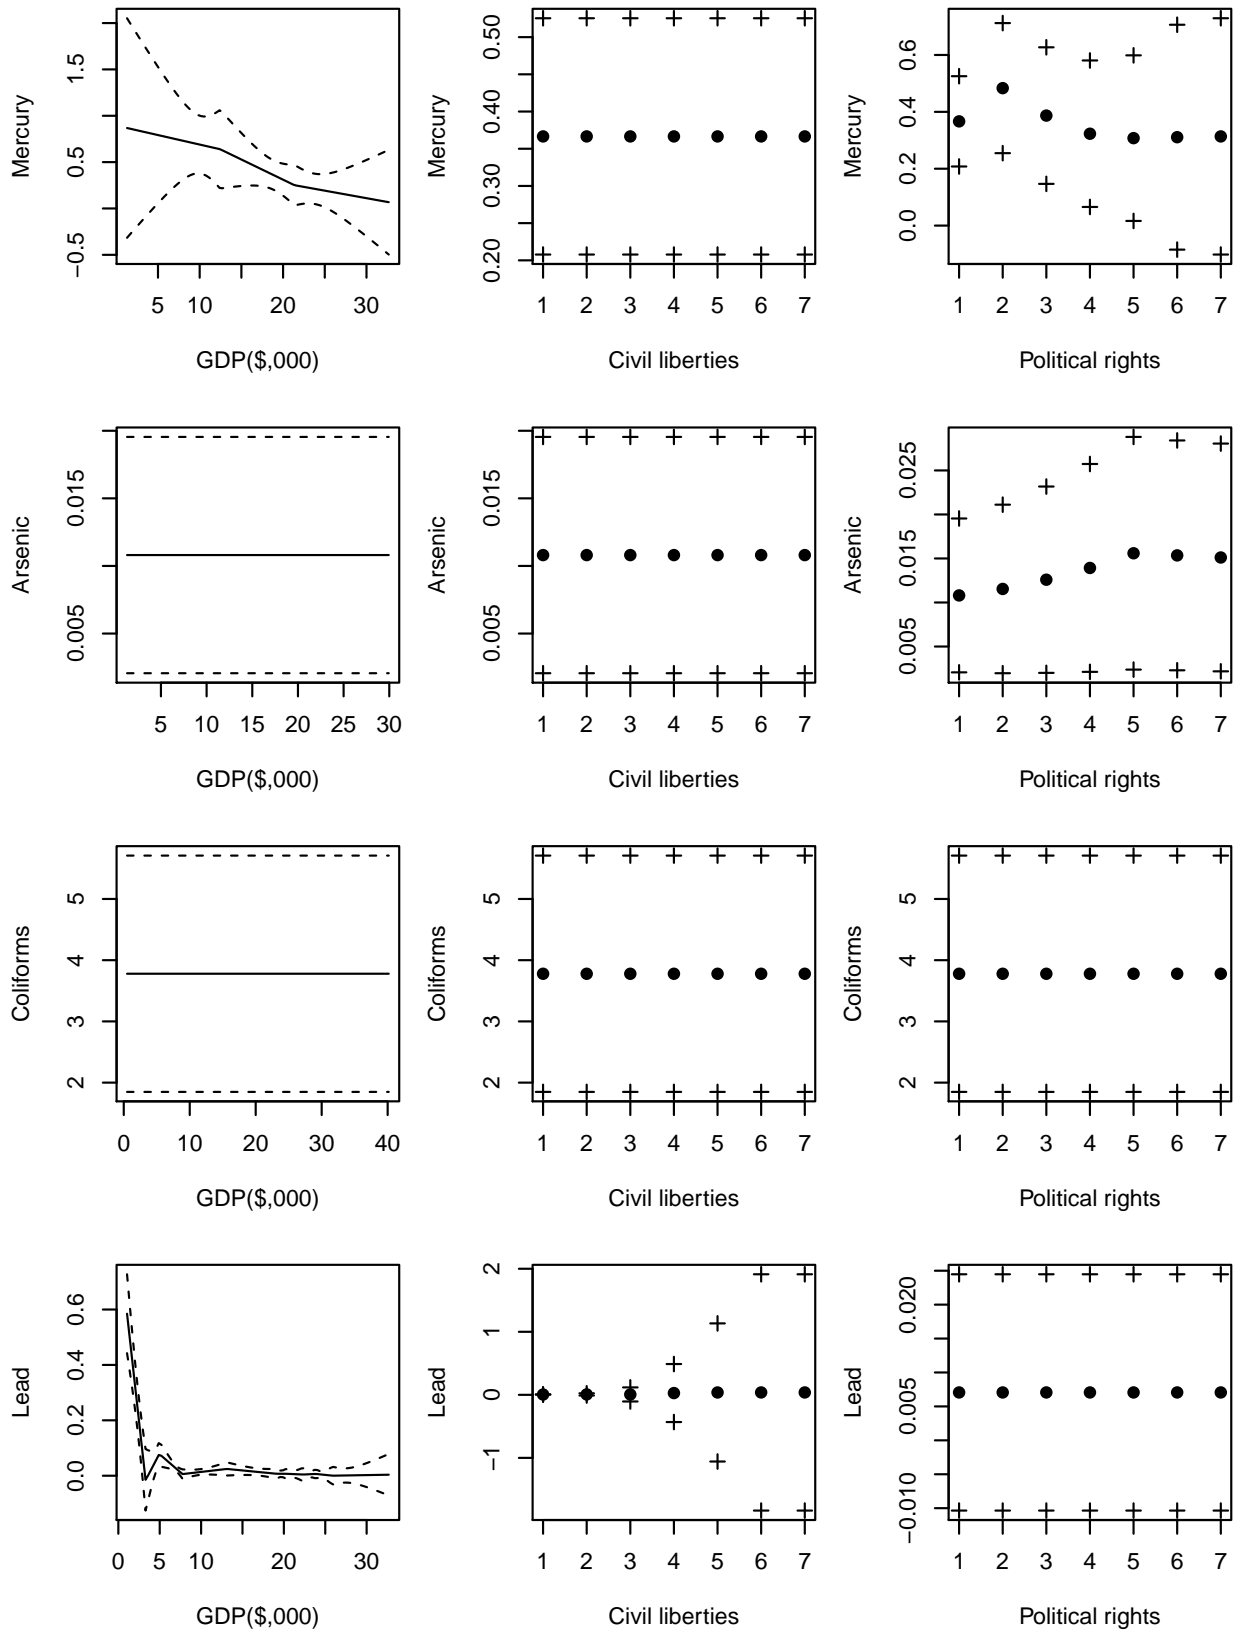 Mercury
1.5
0.5
−0.5
5 10 20 30
GDP($,000)
Mercury
0.50
0.40
0.30
0.20
1 2 3 4 5 6 7
Civil liberties
Mercury
0.6
0.4
0.2
0.0
1 2 3 4 5 6 7
Political rights
Arsenic
0.015
0.005
5 10 15 20 25 30
GDP($,000)
Arsenic
0.015
0.005
1 2 3 4 5 6 7
Civil liberties
Arsenic
0.025
0.015
0.005
1 2 3 4 5 6 7
Political rights
Coliforms
5
4
3
2
0 10 20 30 40
GDP($,000)
Coliforms
5
4
3
2
1 2 3 4 5 6 7
Civil liberties
Coliforms
5
4
3
2
1 2 3 4 5 6 7
Political rights
Lead
0.6
0.4
0.2
0.0
0 5 10 20 30
GDP($,000)
Lead
2
1
0
−1
1 2 3 4 5 6 7
Civil liberties
Lead
0.020
0.005
−0.010
1 2 3 4 5 6 7
Political rights